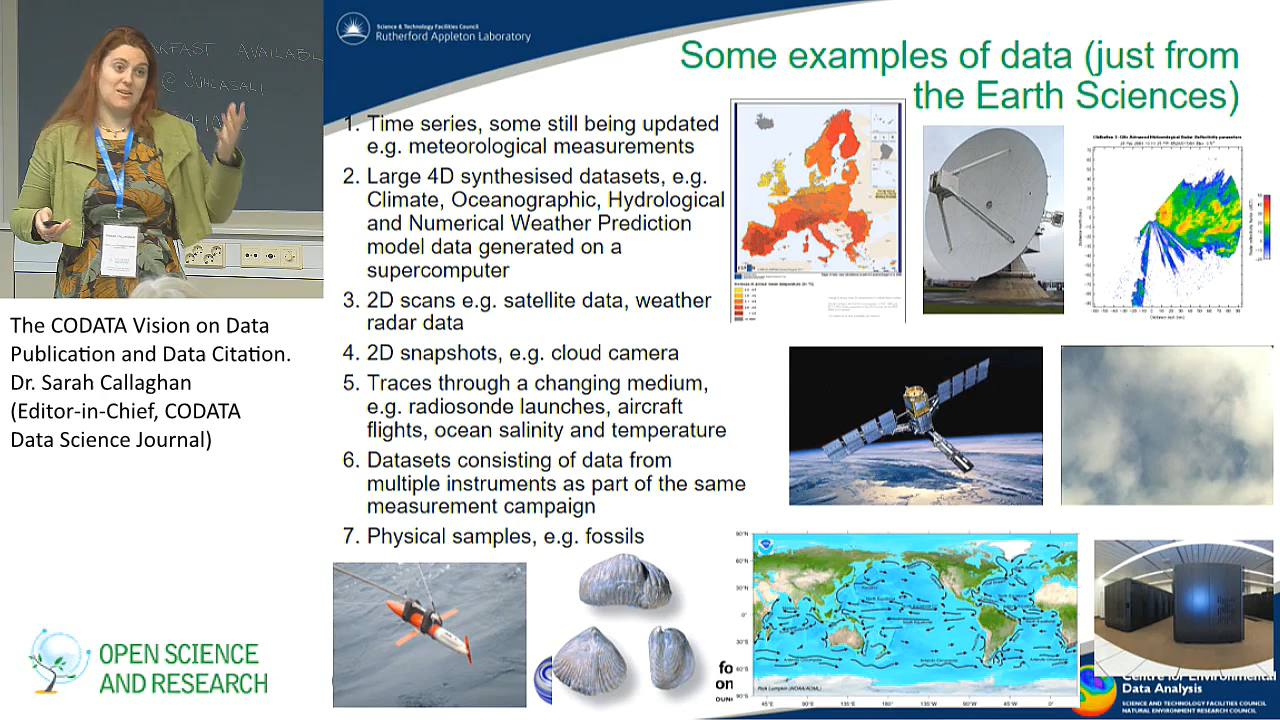 AVAILABL
The CODATA Vision on Data
Publication and Data Citation.
Dr. Sarah Callaghan
(Editor-in-Chief, CODATA
Data Science Journal)
OPEN SCIENCE
AND RESEARCH
Science & Technology Facilities Council
Rutherford Appleton Laboratory
Some examples of data (just from
the Earth Sciences)
1. Time series, some still being updated
e.g. meteorological measurements
2. Large 4D synthesised datasets, e.g.
Climate, Oceanographic, Hydrological
and Numerical Weather Prediction
model data generated on a
supercomputer
3. 2D scans e.g. satellite data, weather
radar data
4. 2D snapshots, e.g. cloud camera
5. Traces through a changing medium,
e.g. radiosonde launches, aircraft
flights, ocean salinity and temperature
6. Datasets consisting of data from
multiple instruments as part of the same
measurement campaign
7. Physical samples, e.g. fossils
fo
on
Centre for Environmental
Data Analysis
SCIENCE AND TECHNOLOGY FACILITIES COUNCIL
NATURAL ENVIRONMENT RESEARCH COUNCIL